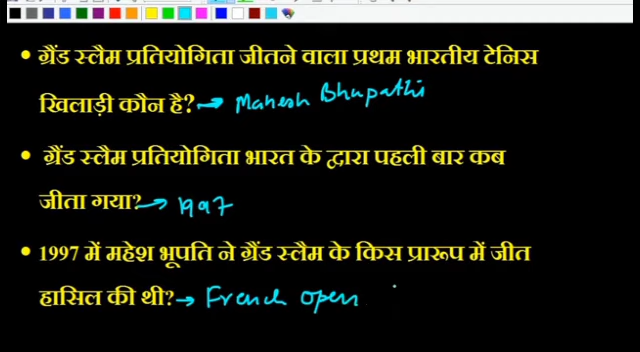 • ग्रैंड स्लैम प्रतियोगिता जीतने वाला प्रथम भारतीय टेनिस
खिलाड़ी कौन है? → Mahesh Bhupathi
• ग्रैंड स्लैम प्रतियोगिता भारत के द्वारा पहली बार कब
जीता गया? → 1997
• 1997 में महेश भूपति ने ग्रैंड स्लैम के किस प्रारूप में जीत
हासिल की थी? → French open